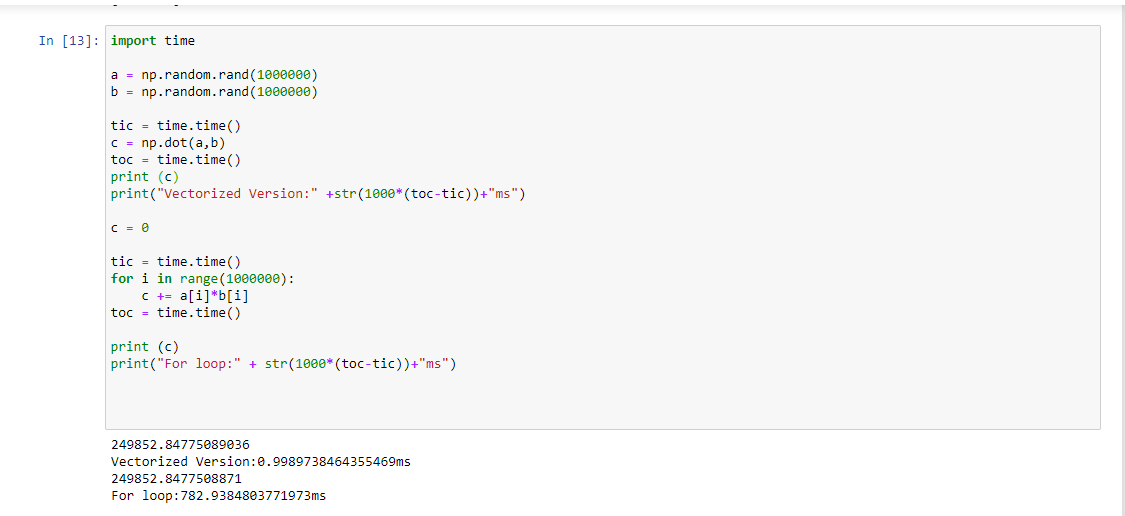 In [13]: import time
a = np.random.rand(1000000)
b = np.random.rand(1000000)
tic = time.time()
c = np.dot(a,b)
toc = time.time()
print (c)
print("Vectorized Version:" +str(1000*(toc-tic))+"ms")
c = 0
tic = time.time()
for i in range(1000000):
    c += a[i]*b[i]
toc = time.time()
print (c)
print("For loop:" + str(1000*(toc-tic))+"ms")
249852.84775089036
Vectorized Version:0.9989738464355469ms
249852.8477508871
For loop:782.9384803771973ms